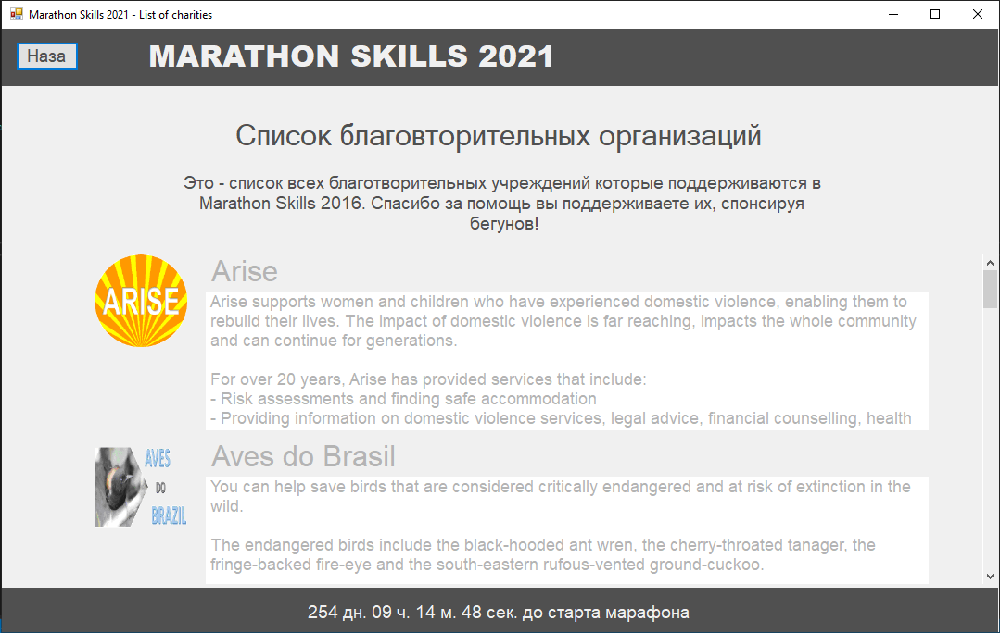 Marathon Skills 2021 - List of charities
Наза
MARATHON SKILLS 2021
Список благовторительных организаций
Это - список всех благотворительных учреждений которые поддерживаются в
Marathon Skills 2016. Спасибо за помощь вы поддерживаете их, спонсируя
бегунов!
ARISE
Arise
Arise supports women and children who have experienced domestic violence, enabling them to
rebuild their lives. The impact of domestic violence is far reaching, impacts the whole community
and can continue for generations.
For over 20 years, Arise has provided services that include:
- Risk assessments and finding safe accommodation
- Providing information on domestic violence services, legal advice, financial counselling, health
AVES
DO
BRAZIL
Aves do Brasil
You can help save birds that are considered critically endangered and at risk of extinction in the
wild.
The endangered birds include the black-hooded ant wren, the cherry-throated tanager, the
fringe-backed fire-eye and the south-eastern rufous-vented ground-cuckoo.
254 дн. 09 ч. 14 м. 48 сек. до старта марафона